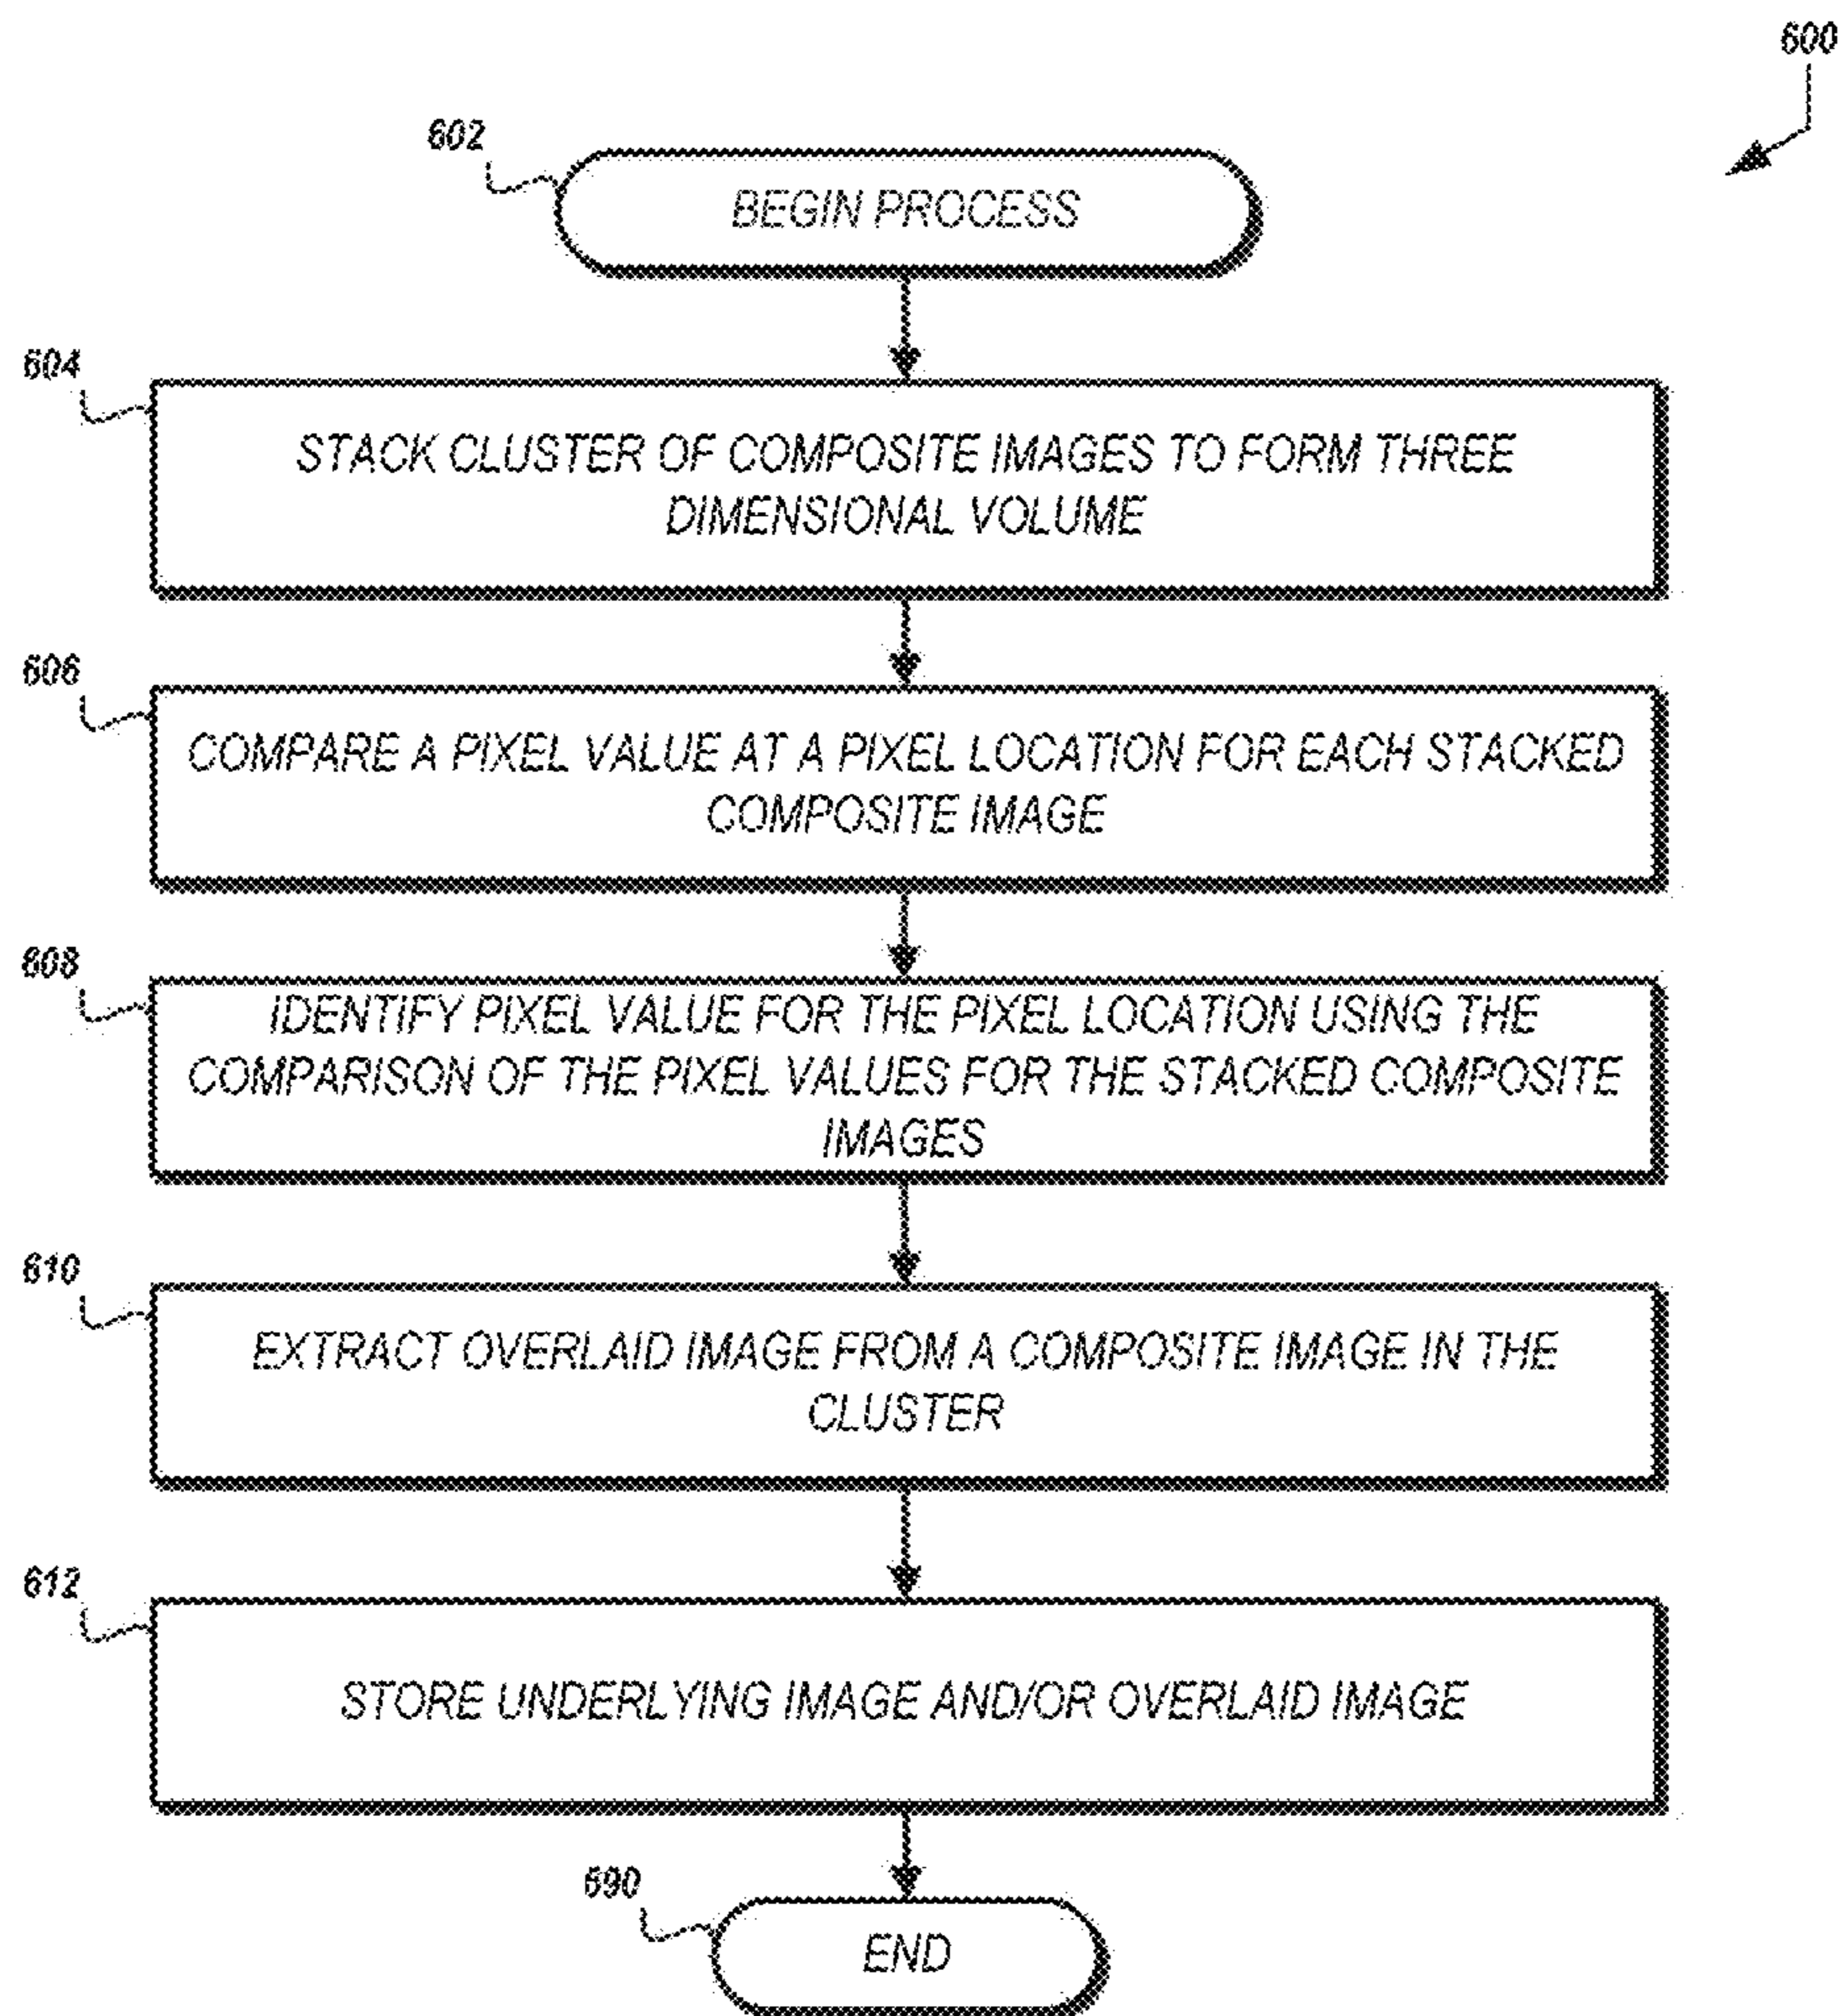 600
602
BEGIN PROCESS
604
STACK CLUSTER OF COMPOSITE IMAGES TO FORM THREE
DIMENSIONAL VOLUME
606
COMPARE A PIXEL VALUE AT A PIXEL LOCATION FOR EACH STACKED
COMPOSITE IMAGE
608
IDENTIFY PIXEL VALUE FOR THE PIXEL LOCATION USING THE
COMPARISON OF THE PIXEL VALUES FOR THE STACKED COMPOSITE
IMAGES
610
EXTRACT OVERLAID IMAGE FROM A COMPOSITE IMAGE IN THE
CLUSTER
612
STORE UNDERLYING IMAGE AND/OR OVERLAID IMAGE
690
END